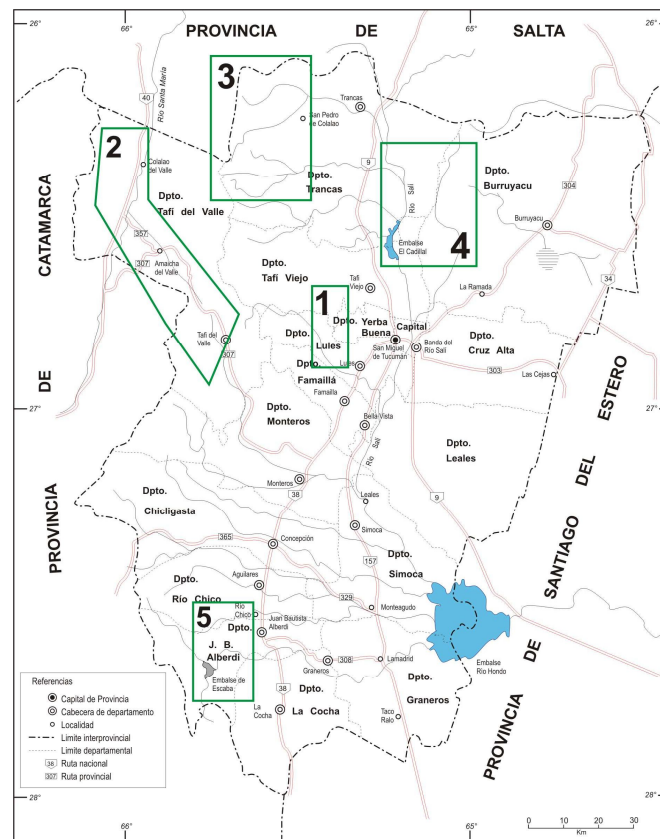 66°
65°
26°
26°
PROVINCIA DE SALTA
3
40
Río Santa María
Trancas
San Pedro
de Colalao
2
Colalao
del Valle
9
Dpto.
Trancas
Río Salí
Dpto.
Burruyacu
304
Dpto.
Tafí del Valle
4
Burruyacu
CATAMARCA
357
Embalse
El Cadillal
307
Amaicha
del Valle
Dpto.
Tafí Viejo
34
Tafí
Viejo
La Ramada
1
Dpto.
Yerba
Buena
Capital
Tafí del
Valle
307
Dpto.
Lules
San Miguel
de Tucumán
Banda del
Río Salí
Dpto.
Cruz Alta
Lules
303
Las Cejas
DE
Dpto.
Famaillá
Famailla
27°
27°
Dpto.
Monteros
Bella Vista
Río Salí
Dpto.
Leales
SANTIAGO DEL ESTERO
Monteros
9
Dpto.
Chicligasta
38
Leales
PROVINCIA
365
Concepción
Simoca
157
Dpto.
Simoca
Dpto.
Río Chico
Aguilares
329
5
Río
Chico
Monteagudo
Juan Bautista
Alberdi
Dpto.
J. B.
Alberdi
308
Lamadrid
Embalse
Río Hondo
Graneros
Embalse de
Escaba
Dpto.
Graneros
38
Dpto.
La Cocha
La
Cocha
Taco
Ralo
PROVINCIA DE
Referencias
Capital de Provincia
Cabecera de departamento
Localidad
Limite interprovincial
Limite departamental
38 Ruta nacional
307 Ruta provincial
28°
28°
66°
65°
0 10 20 30
Km